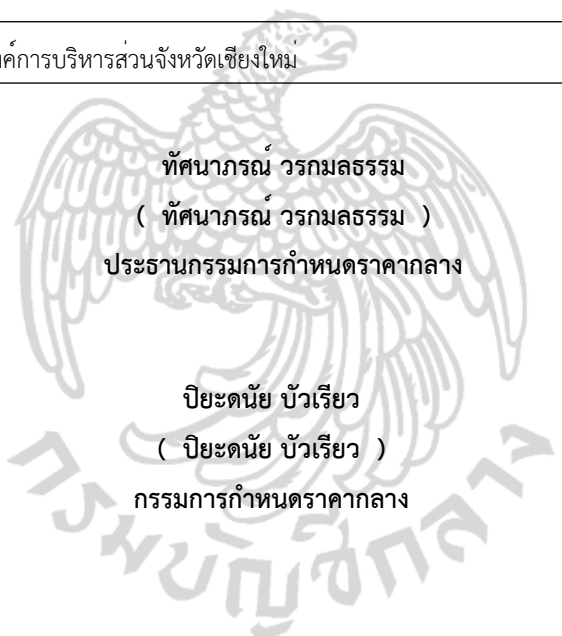 ค์การบริหารส่วนจังหวัดเชียงใหม่
ทัศนาภรณ์ วรกมลธรรม
( ทัศนาภรณ์ วรกมลธรรม )
ประธานกรรมการกำหนดราคากลาง
ปิยะดนัย บัวเรียว
( ปิยะดนัย บัวเรียว )
กรรมการกำหนดราคากลาง
กรมบัญชีกลาง